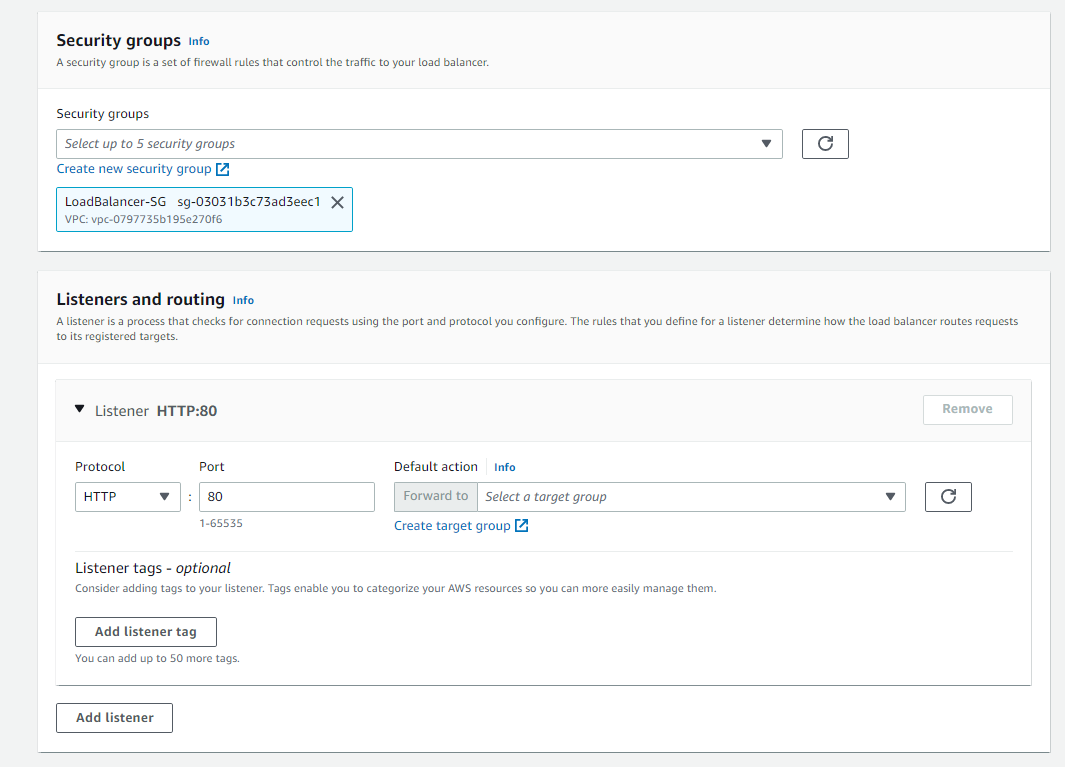 Security groups Info
A security group is a set of firewall rules that control the traffic to your load balancer.
Security groups
Select up to 5 security groups
Create new security group
LoadBalancer-SG sg-03031b3c73ad3eec1
VPC: vpc-0797735b195e270f6
Listeners and routing Info
A listener is a process that checks for connection requests using the port and protocol you configure. The rules that you define for a listener determine how the load balancer routes requests
to its registered targets.
Listener HTTP:80
Remove
Protocol Port Default action Info
HTTP : 80 Forward to Select a target group
1-65535
Create target group
Listener tags - optional
Consider adding tags to your listener. Tags enable you to categorize your AWS resources so you can more easily manage them.
Add listener tag
You can add up to 50 more tags.
Add listener